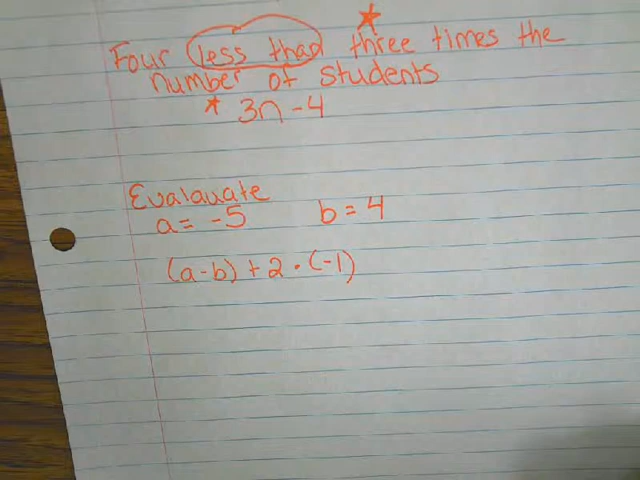 Four less than three times the
number of students
* 3n - 4
Evalauate
a = -5 b = 4
(a - b) + 2 · (-1)